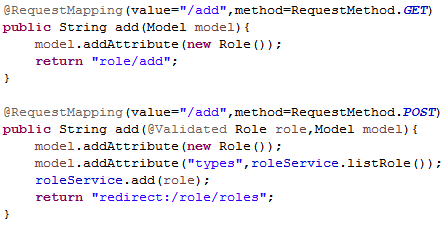 @RequestMapping(value="/add",method=RequestMethod.GET)
public String add(Model model){
model.addAttribute(new Role());
return "role/add";
}
@RequestMapping(value="/add",method=RequestMethod.POST)
public String add(@Validated Role role,Model model){
model.addAttribute(new Role());
model.addAttribute("types",roleService.listRole());
roleService.add(role);
return "redirect:/role/roles";
}